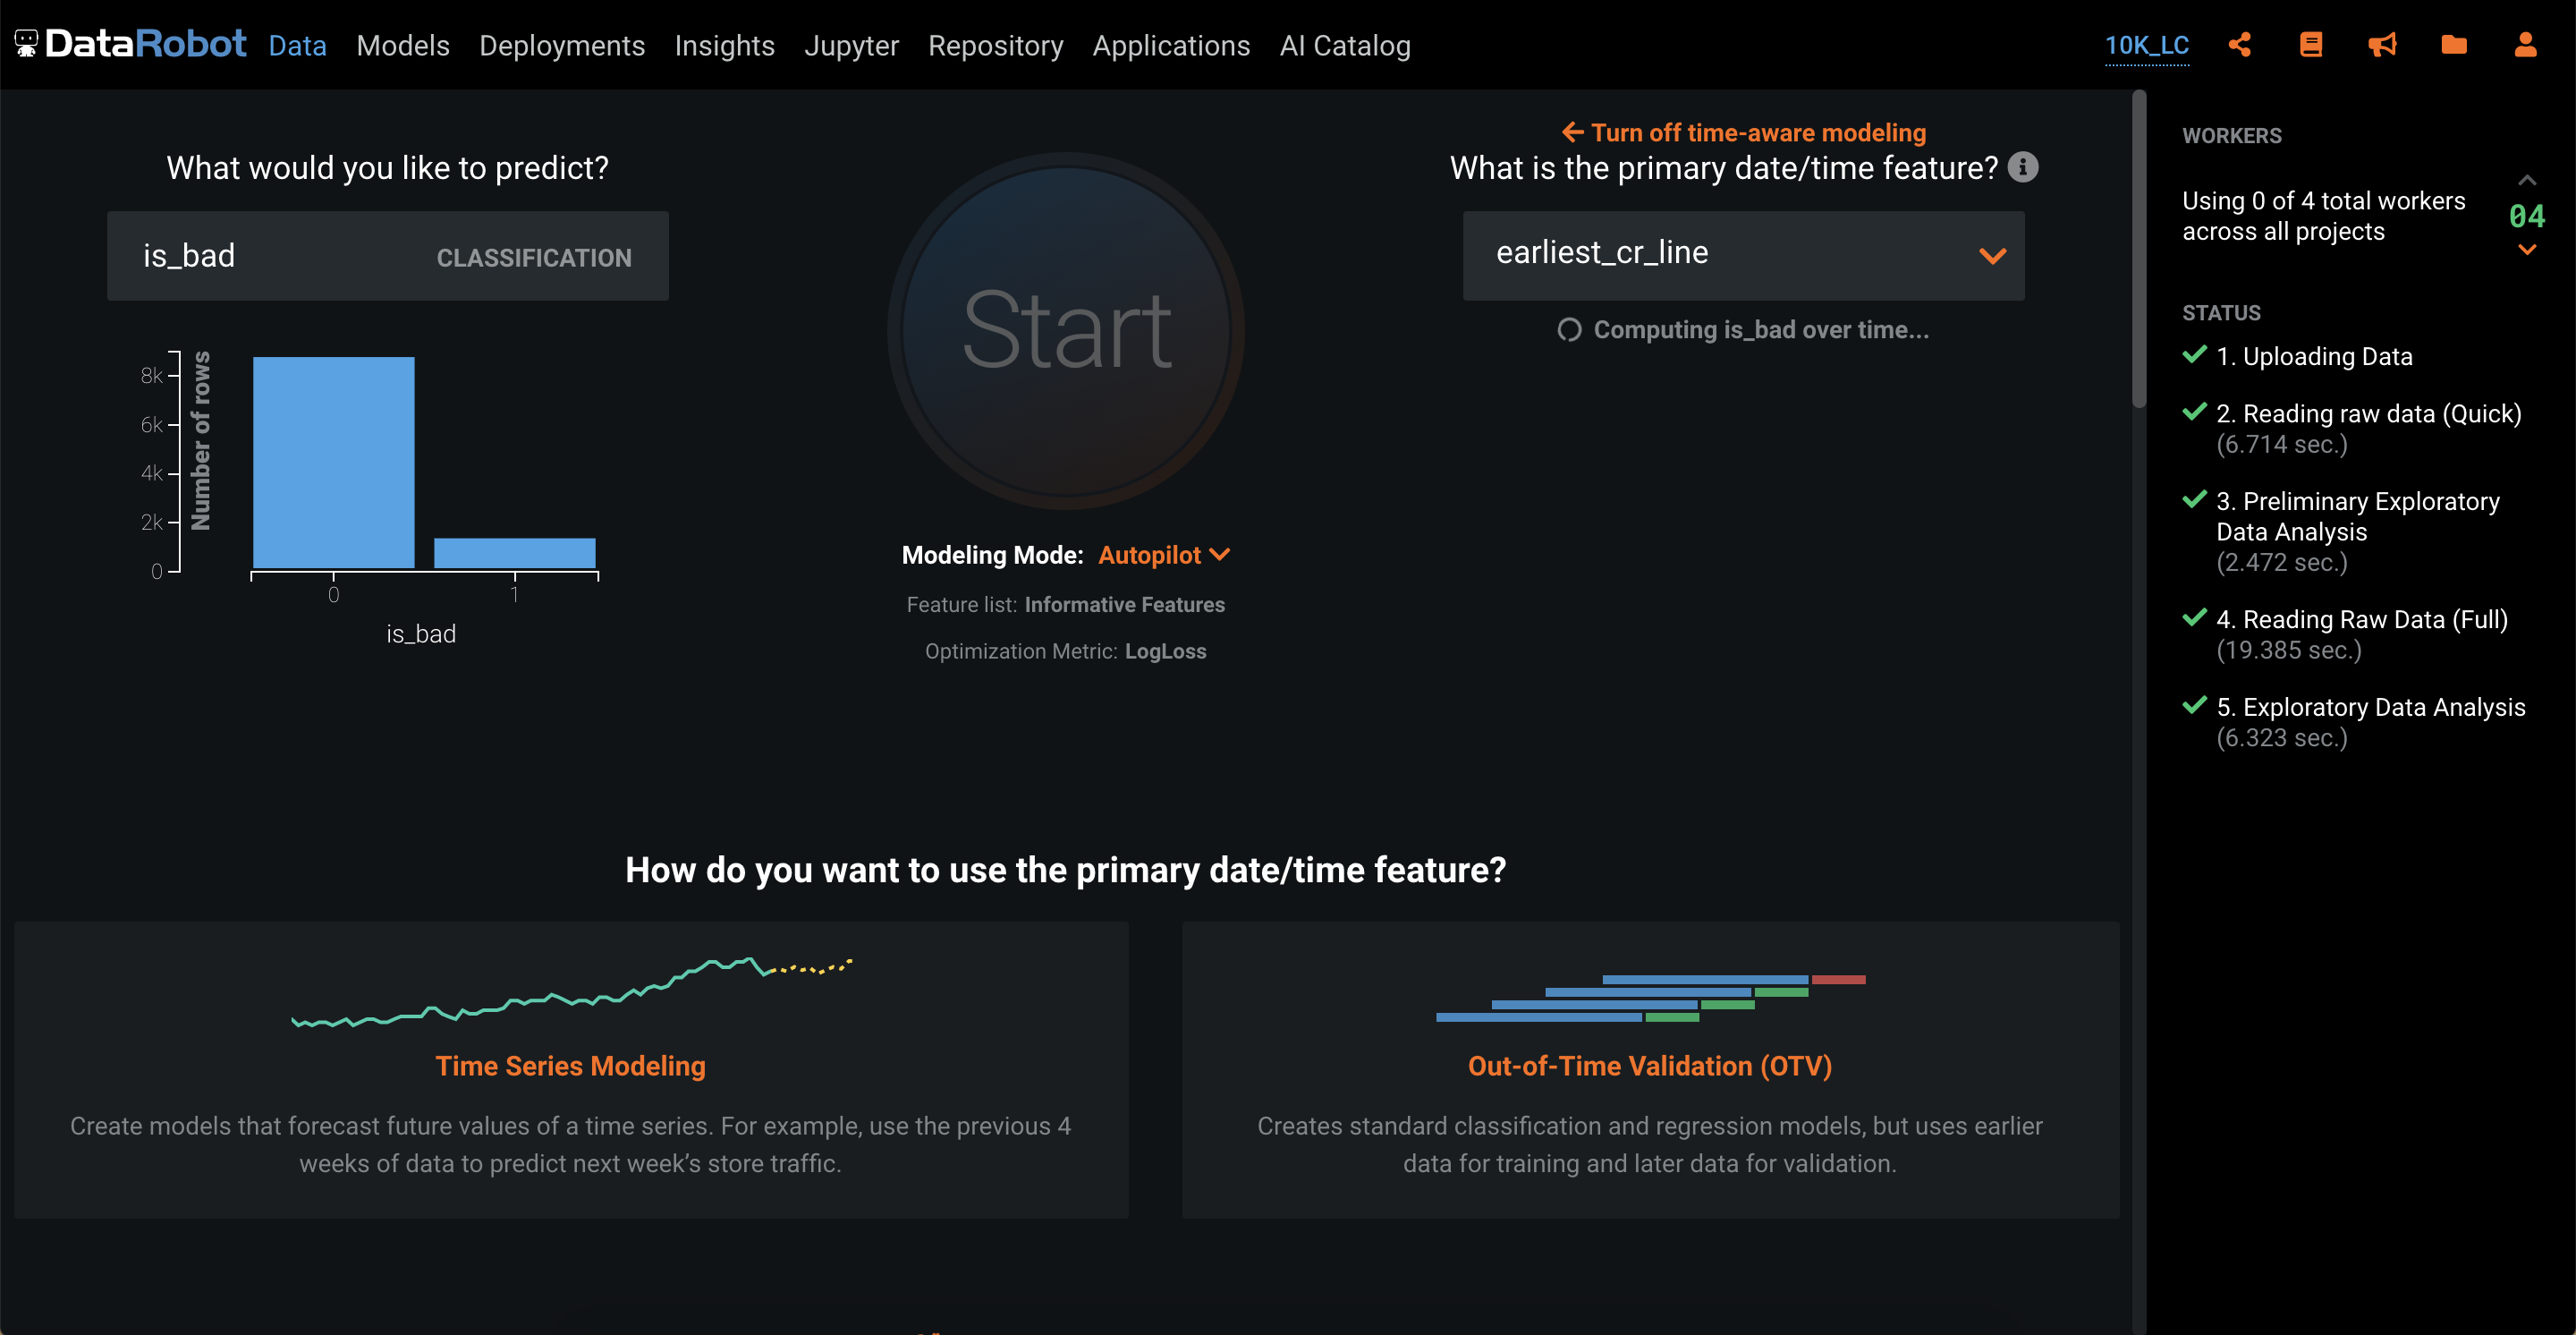 DataRobot Data Models Deployments Insights Jupyter Repository Applications AI Catalog 10K_LC
What would you like to predict?
is_bad CLASSIFICATION
Number of rows
8k
6k
4k
2k
0
0 1
is_bad
Start
Modeling Mode: Autopilot
Feature list: Informative Features
Optimization Metric: LogLoss
Turn off time-aware modeling
What is the primary date/time feature?
earliest_cr_line
Computing is_bad over time...
How do you want to use the primary date/time feature?
Time Series Modeling
Create models that forecast future values of a time series. For example, use the previous 4
weeks of data to predict next week’s store traffic.
Out-of-Time Validation (OTV)
Creates standard classification and regression models, but uses earlier
data for training and later data for validation.
WORKERS
Using 0 of 4 total workers
across all projects
04
STATUS
1. Uploading Data
2. Reading raw data (Quick)
(6.714 sec.)
3. Preliminary Exploratory
Data Analysis
(2.472 sec.)
4. Reading Raw Data (Full)
(19.385 sec.)
5. Exploratory Data Analysis
(6.323 sec.)